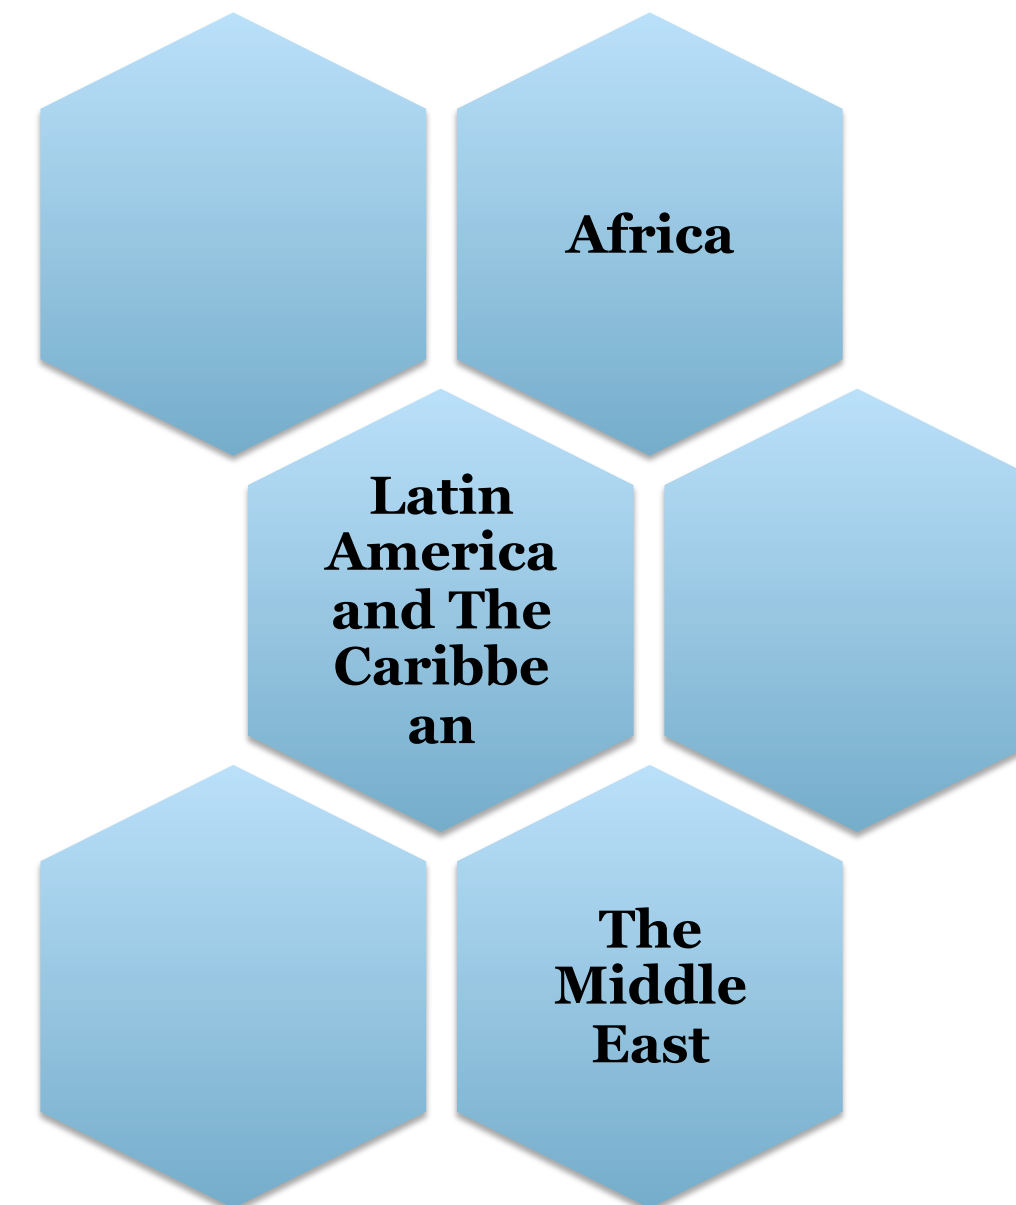 Africa
Latin
America
and The
Caribbe
an
The
Middle
East